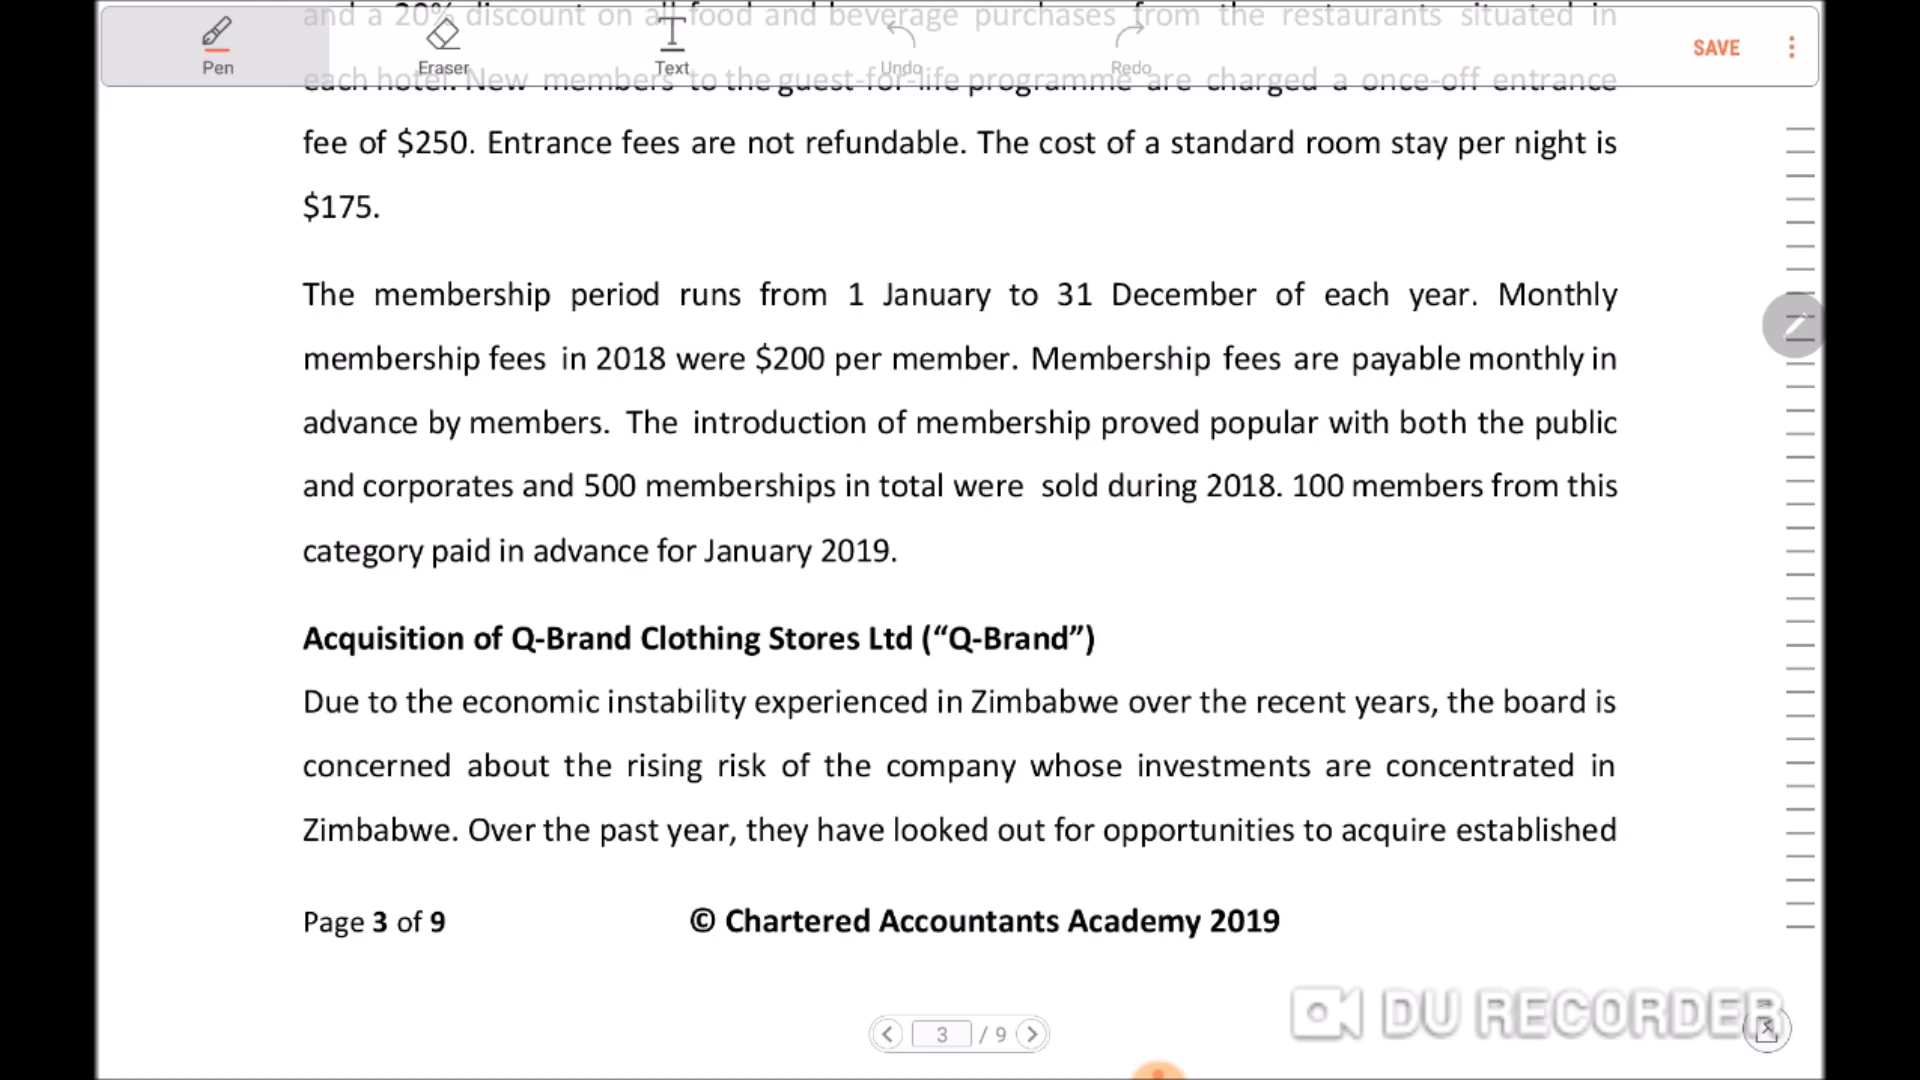 and a 20% discount on all food and beverage purchases from the restaurants situated in
Pen
Eraser
Text
Undo
Redo
SAVE
each hotel. New members to the guest-for-life programme are charged a once-off entrance
fee of $250. Entrance fees are not refundable. The cost of a standard room stay per night is
$175.
The membership period runs from 1 January to 31 December of each year. Monthly
membership fees in 2018 were $200 per member. Membership fees are payable monthly in
advance by members. The introduction of membership proved popular with both the public
and corporates and 500 memberships in total were sold during 2018. 100 members from this
category paid in advance for January 2019.
Acquisition of Q-Brand Clothing Stores Ltd (“Q-Brand”)
Due to the economic instability experienced in Zimbabwe over the recent years, the board is
concerned about the rising risk of the company whose investments are concentrated in
Zimbabwe. Over the past year, they have looked out for opportunities to acquire established
Page 3 of 9
© Chartered Accountants Academy 2019
DU RECORDER
3 / 9